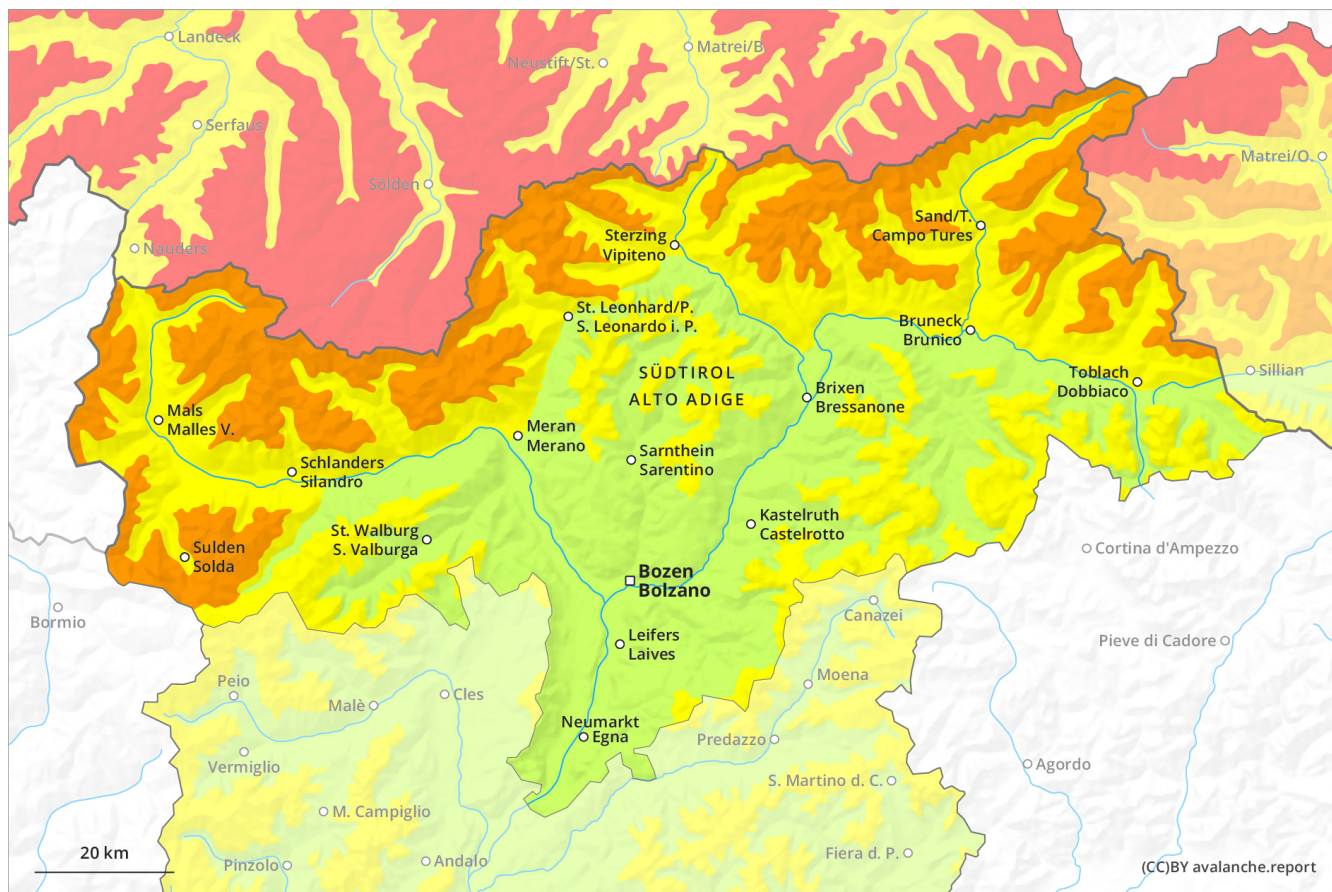 Landeck
Matrei/B
Neustift/St.
Serfaus
Matrei/O.
Sölden
Nauders
Sand/T.
Campo Tures
Sterzing
Vipiteno
St. Leonhard/P.
S. Leonardo i. P.
Bruneck
Brunico
SÜDTIROL
ALTO ADIGE
Toblach
Dobbiaco
Sillian
Brixen
Bressanone
Mals
Malles V.
Meran
Merano
Sarnthein
Sarentino
Schlanders
Silandro
St. Walburg
S. Valburga
Kastelruth
Castelrotto
Sulden
Solda
Cortina d'Ampezzo
Bozen
Bolzano
Bormio
Canazei
Leifers
Laives
Pieve di Cadore
Peio
Malè
Cles
Moena
Neumarkt
Egna
Predazzo
Vermiglio
Agordo
S. Martino d. C.
M. Campiglio
20 km
Pinzolo
Andalo
Fiera d. P.
(CC)BY avalanche.report